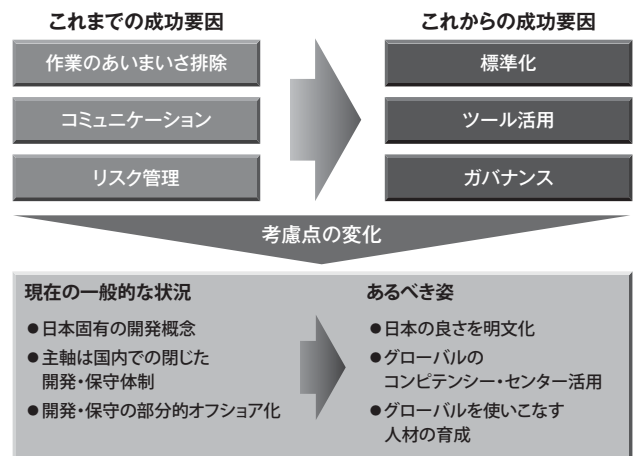 これまでの成功要因
作業のあいまいさ排除
コミュニケーション
リスク管理
これからの成功要因
標準化
ツール活用
ガバナンス
考慮点の変化
現在の一般的な状況
●日本固有の開発概念
●主軸は国内での閉じた
開発・保守体制
●開発・保守の部分的オフショア化
あるべき姿
●日本の良さを明文化
●グローバルの
コンピテンシー・センター活用
●グローバルを使いこなす
人材の育成